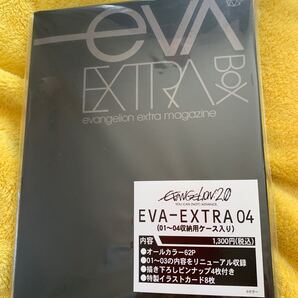 eVA
EXTRA BOX
evangelion extra magazine
EVANGELION2.0
YOU CAN (NOT) ADVANCE.
EVA-EXTRA 04
(01〜04収納用ケース入り)
内容 1,300円(税込)
●オールカラー62P
●01〜03の内容をリニューアル収録
●描き下ろしピンナップ4枚付き
●特製イラストカード8枚